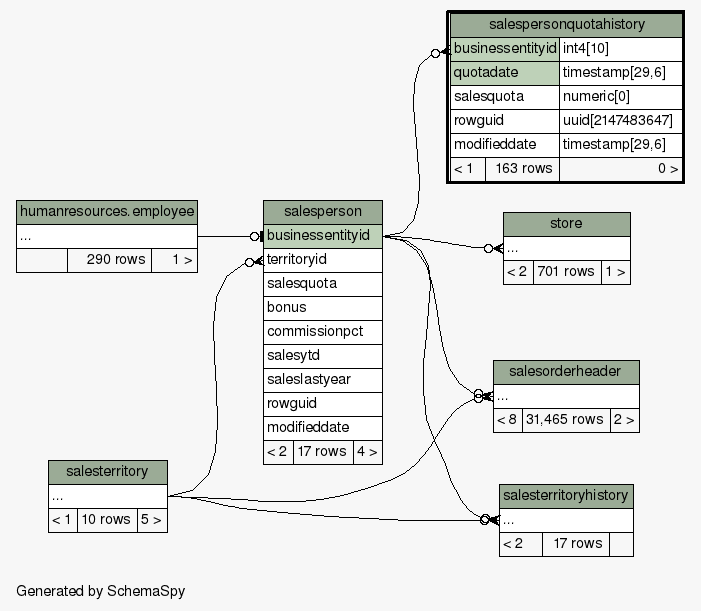 salespersonquotahistory
businessentityid int4[10]
quotadate timestamp[29,6]
salesquota numeric[0]
rowguid uuid[2147483647]
modifieddate timestamp[29,6]
< 1 163 rows 0 >
humanresources.employee
...
290 rows 1 >
salesperson
businessentityid
territoryid
salesquota
bonus
commissionpct
salesytd
saleslastyear
rowguid
modifieddate
< 2 17 rows 4 >
store
...
< 2 701 rows 1 >
salesorderheader
...
< 8 31,465 rows 2 >
salesterritory
...
< 1 10 rows 5 >
salesterritoryhistory
...
< 2 17 rows
Generated by SchemaSpy